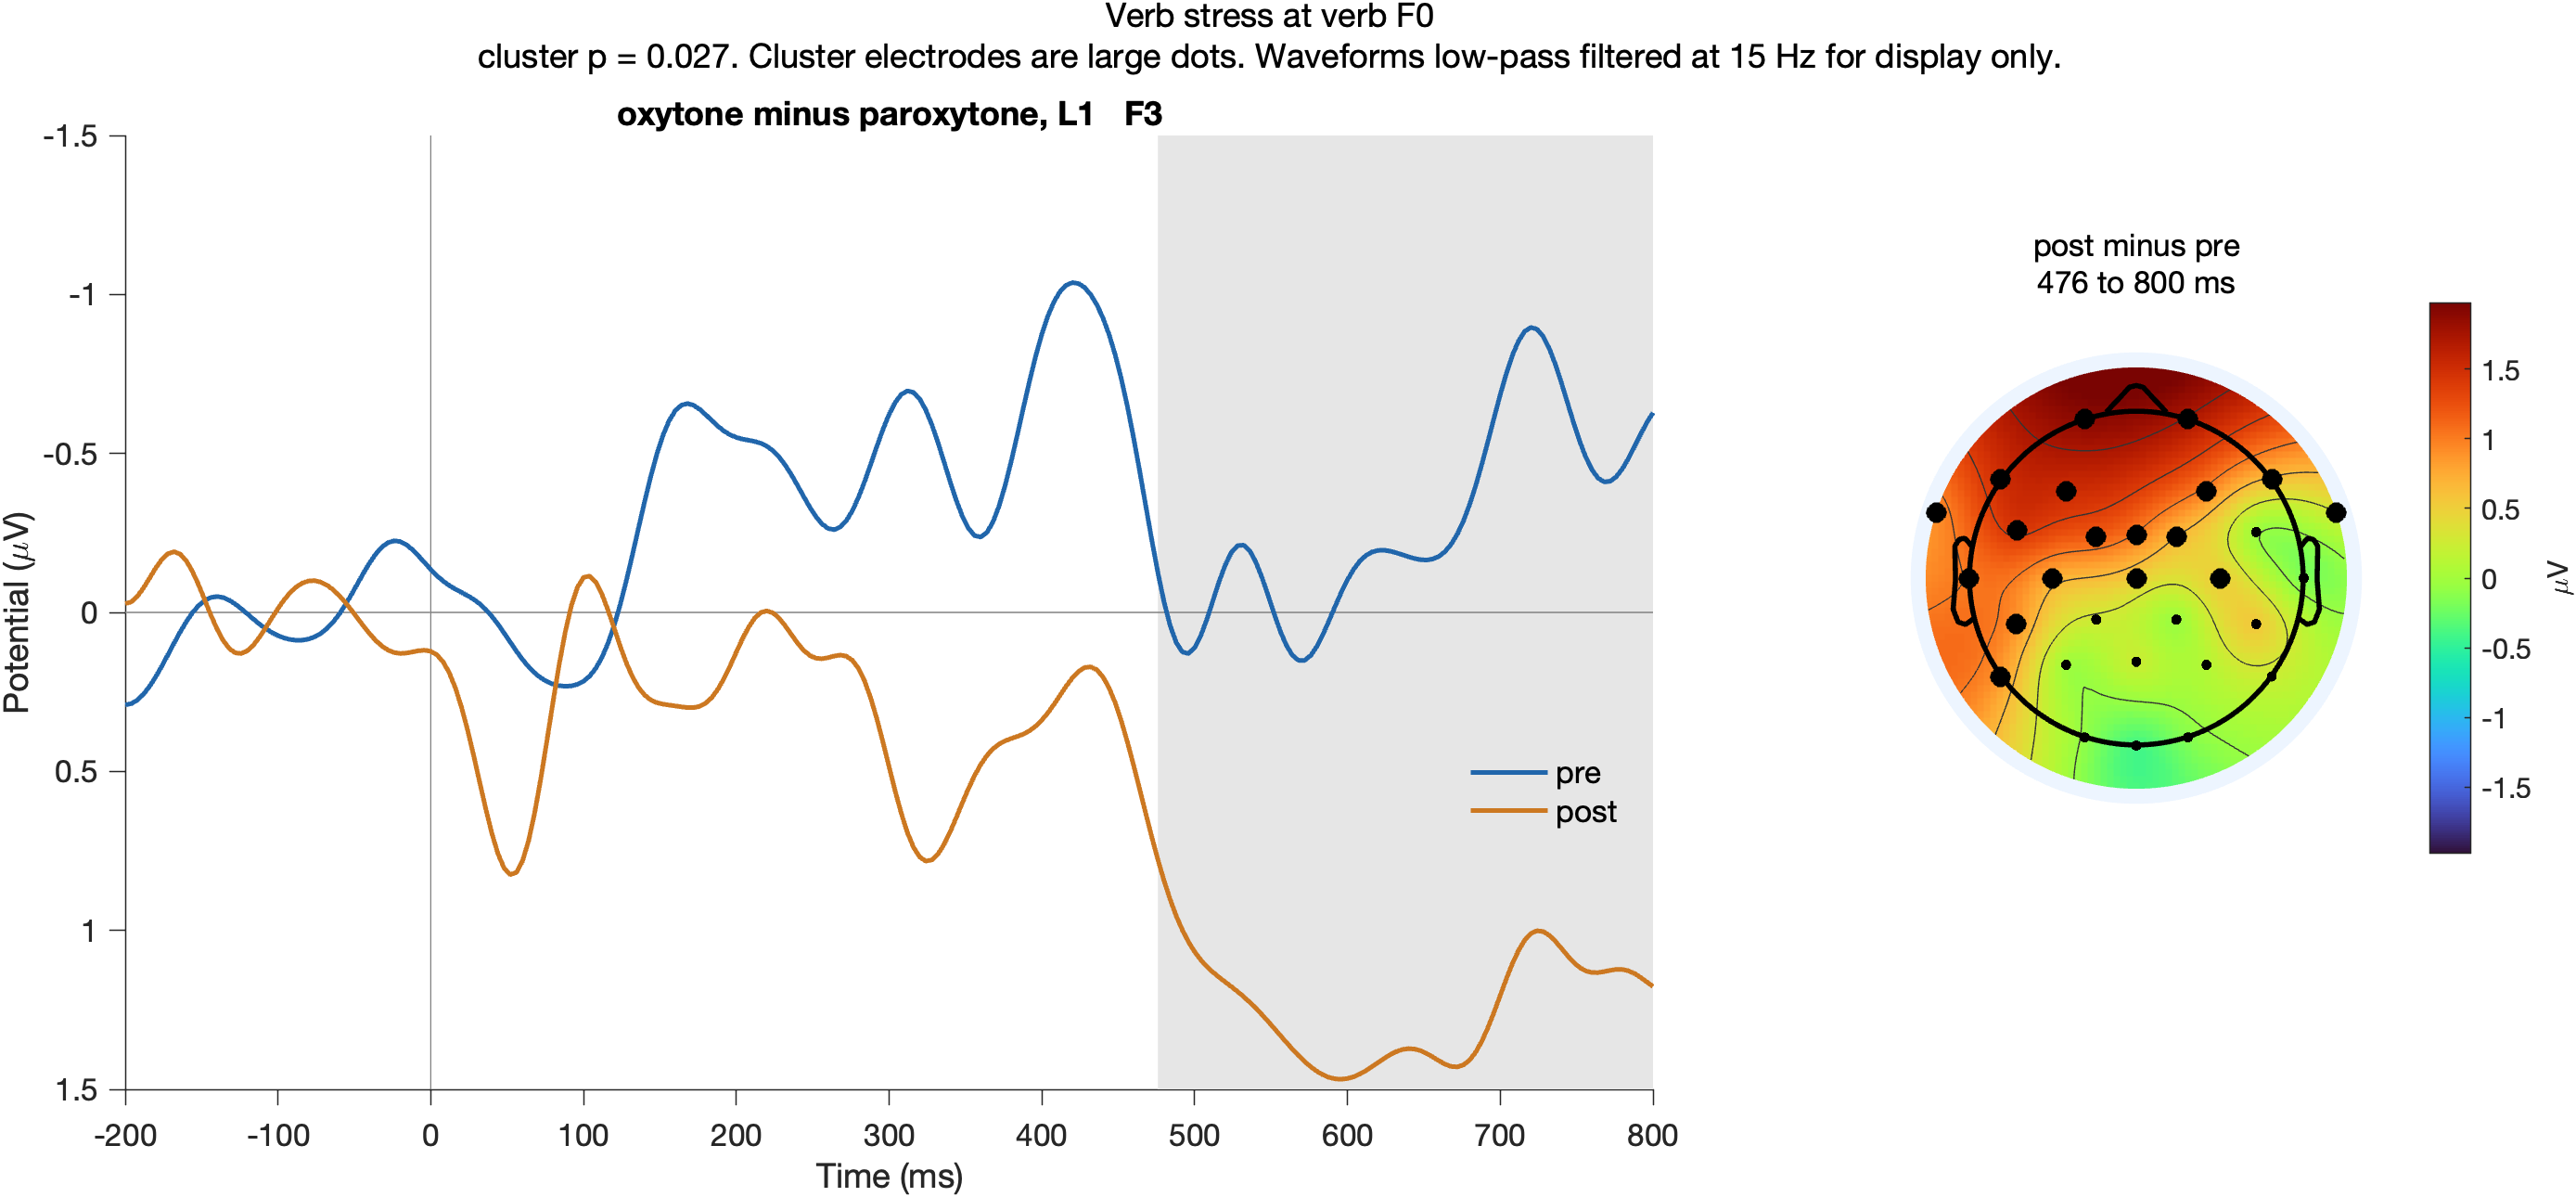 Verb stress at verb F0
cluster p = 0.027. Cluster electrodes are large dots. Waveforms low-pass filtered at 15 Hz for display only.
oxytone minus paroxytone, L1 F3
-1.5
-1
-0.5
0
0.5
1
1.5
Potential (μV)
-200
-100
0
100
200
300
400
500
600
700
800
Time (ms)
pre
post
post minus pre
476 to 800 ms
1.5
1
0.5
0
-0.5
-1
-1.5
μV